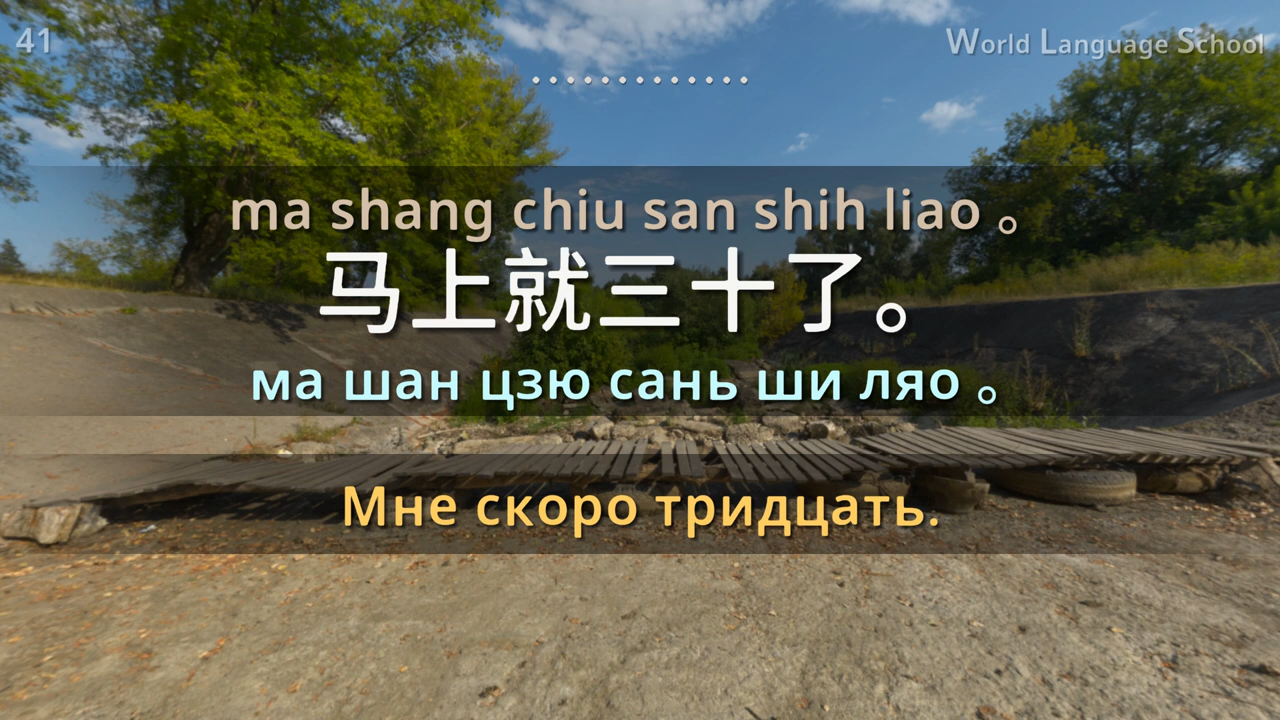 41
World Language School
ma shang chiu san shih liao 。
马上就三十了。
ма шан цзю сань ши ляо 。
Мне скоро тридцать.